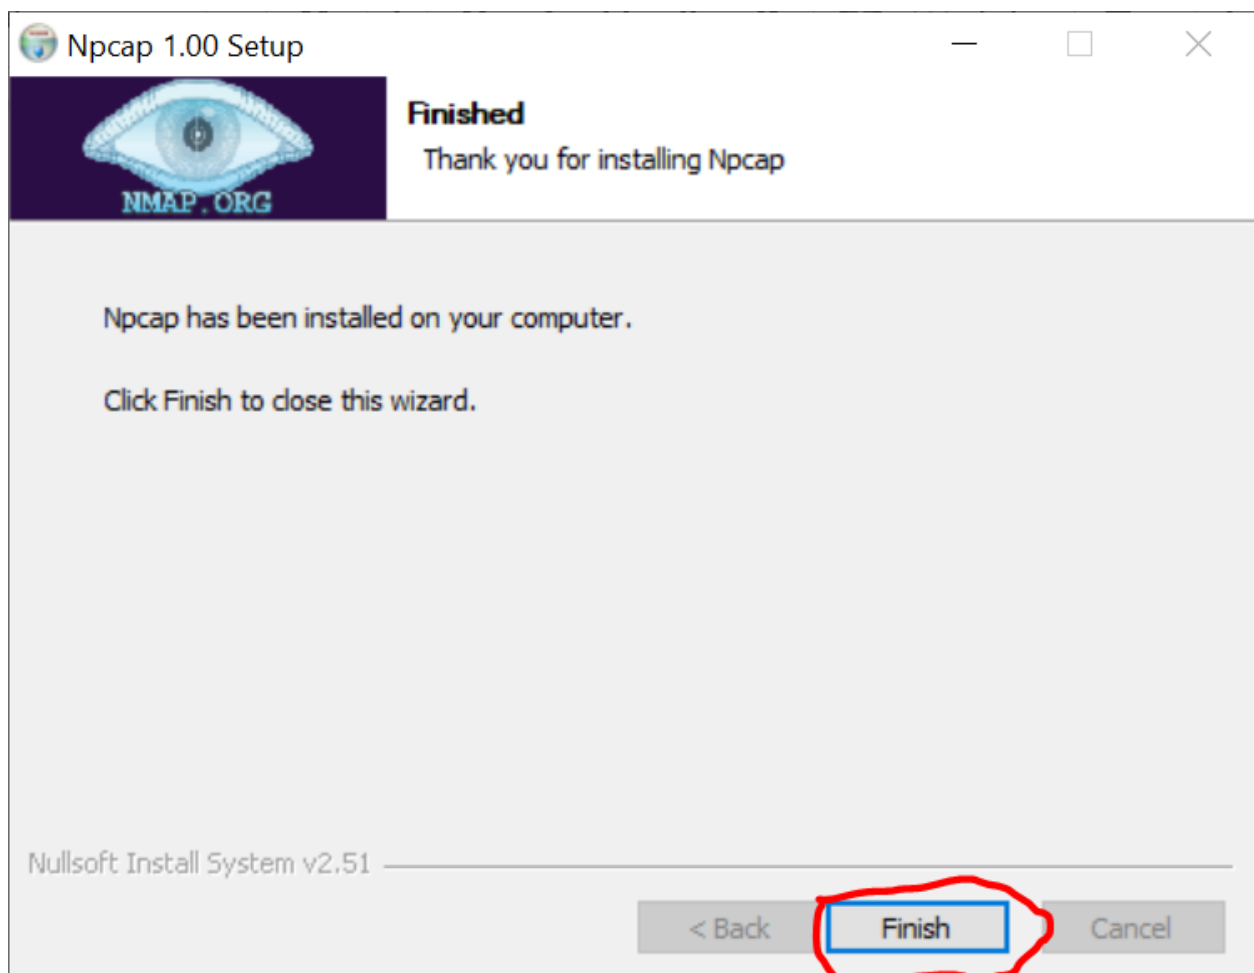 Npcap 1.00 Setup
NMAP.ORG
Finished
Thank you for installing Npcap
Npcap has been installed on your computer.
Click Finish to close this wizard.
Nullsoft Install System v2.51
< Back
Finish
Cancel